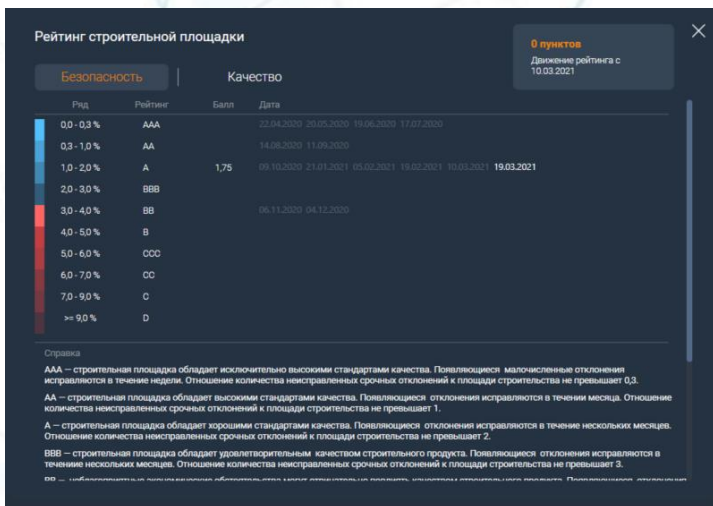 Рейтинг строительной площадки
0 пунктов
Движение рейтинга с
10.03.2021
Безопасность
Качество
Ряд Рейтинг Балл Дата
0,0 - 0,3 % AAA 22.04.2020 20.05.2020 19.06.2020 17.07.2020
0,3 - 1,0 % AA 14.08.2020 11.09.2020
1,0 - 2,0 % A 1,75 09.10.2020 21.01.2021 05.02.2021 19.02.2021 10.03.2021 19.03.2021
2,0 - 3,0 % BBB
3,0 - 4,0 % BB 06.11.2020 04.12.2020
4,0 - 5,0 % B
5,0 - 6,0 % CCC
6,0 - 7,0 % CC
7,0 - 9,0 % C
>= 9,0 % D
Справка
AAA — строительная площадка обладает исключительно высокими стандартами качества. Появляющиеся малочисленные отклонения
исправляются в течение недели. Отношение количества неисправленных срочных отклонений к площади строительства не превышает 0,3.
AA — строительная площадка обладает высокими стандартами качества. Появляющиеся отклонения исправляются в течении месяца. Отношение
количества неисправленных срочных отклонений к площади строительства не превышает 1.
A — строительная площадка обладает хорошими стандартами качества. Появляющиеся отклонения исправляются в течение нескольких месяцев.
Отношение количества неисправленных срочных отклонений к площади строительства не превышает 2.
BBB — строительная площадка обладает удовлетворительным качеством строительного продукта. Появляющиеся отклонения исправляются в
течениие нескольких месяцев. Отношение количества неисправленных срочных отклонений к площади строительства не превышает 3.